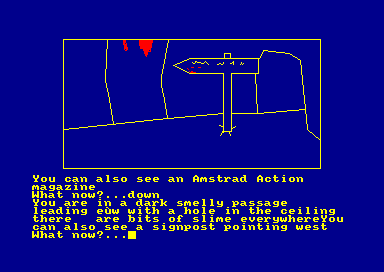 You can also see an Amstrad Action
magazine
What now?...down
You are in a dark smelly passage
leading eùw with a hole in the ceiling
there   are bits of slime everywhereYou
can also see a signpost pointing west
What now?...